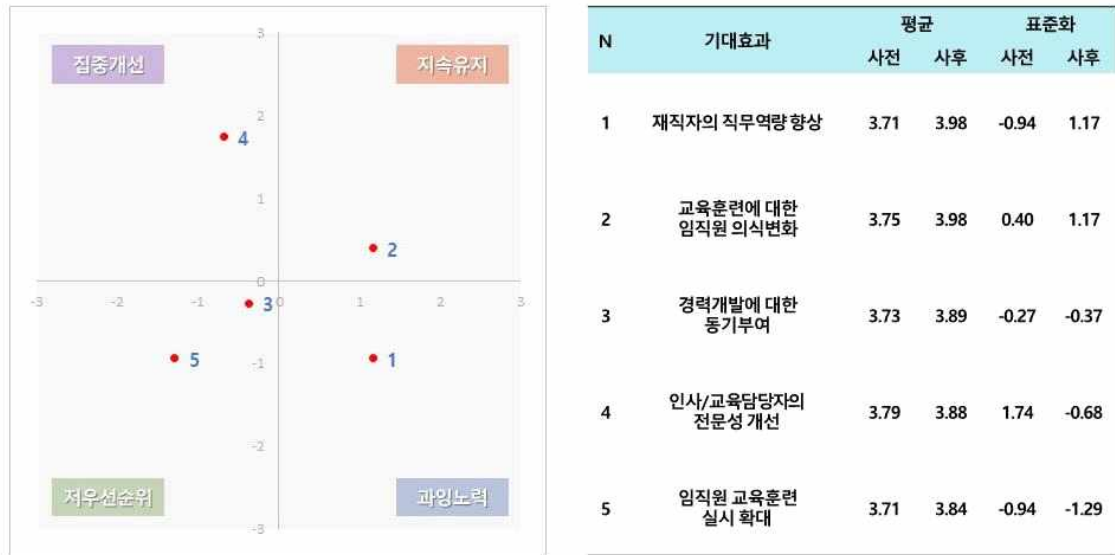 집중개선
지속유지
저우선순위
과잉노력
3
2
1
0
-1
-2
-3
-3
-2
-1
0
1
2
3
4
2
3
5
1
N 기대효과 평균 표준화
사전 사후 사전 사후
1 재직자의 직무역량 향상 3.71 3.98 -0.94 1.17
교육훈련에 대한
2 임직원 의식변화 3.75 3.98 0.40 1.17
경력개발에 대한
3 동기부여 3.73 3.89 -0.27 -0.37
인사/교육담당자의
4 전문성 개선 3.79 3.88 1.74 -0.68
임직원 교육훈련
5 실시 확대 3.71 3.84 -0.94 -1.29